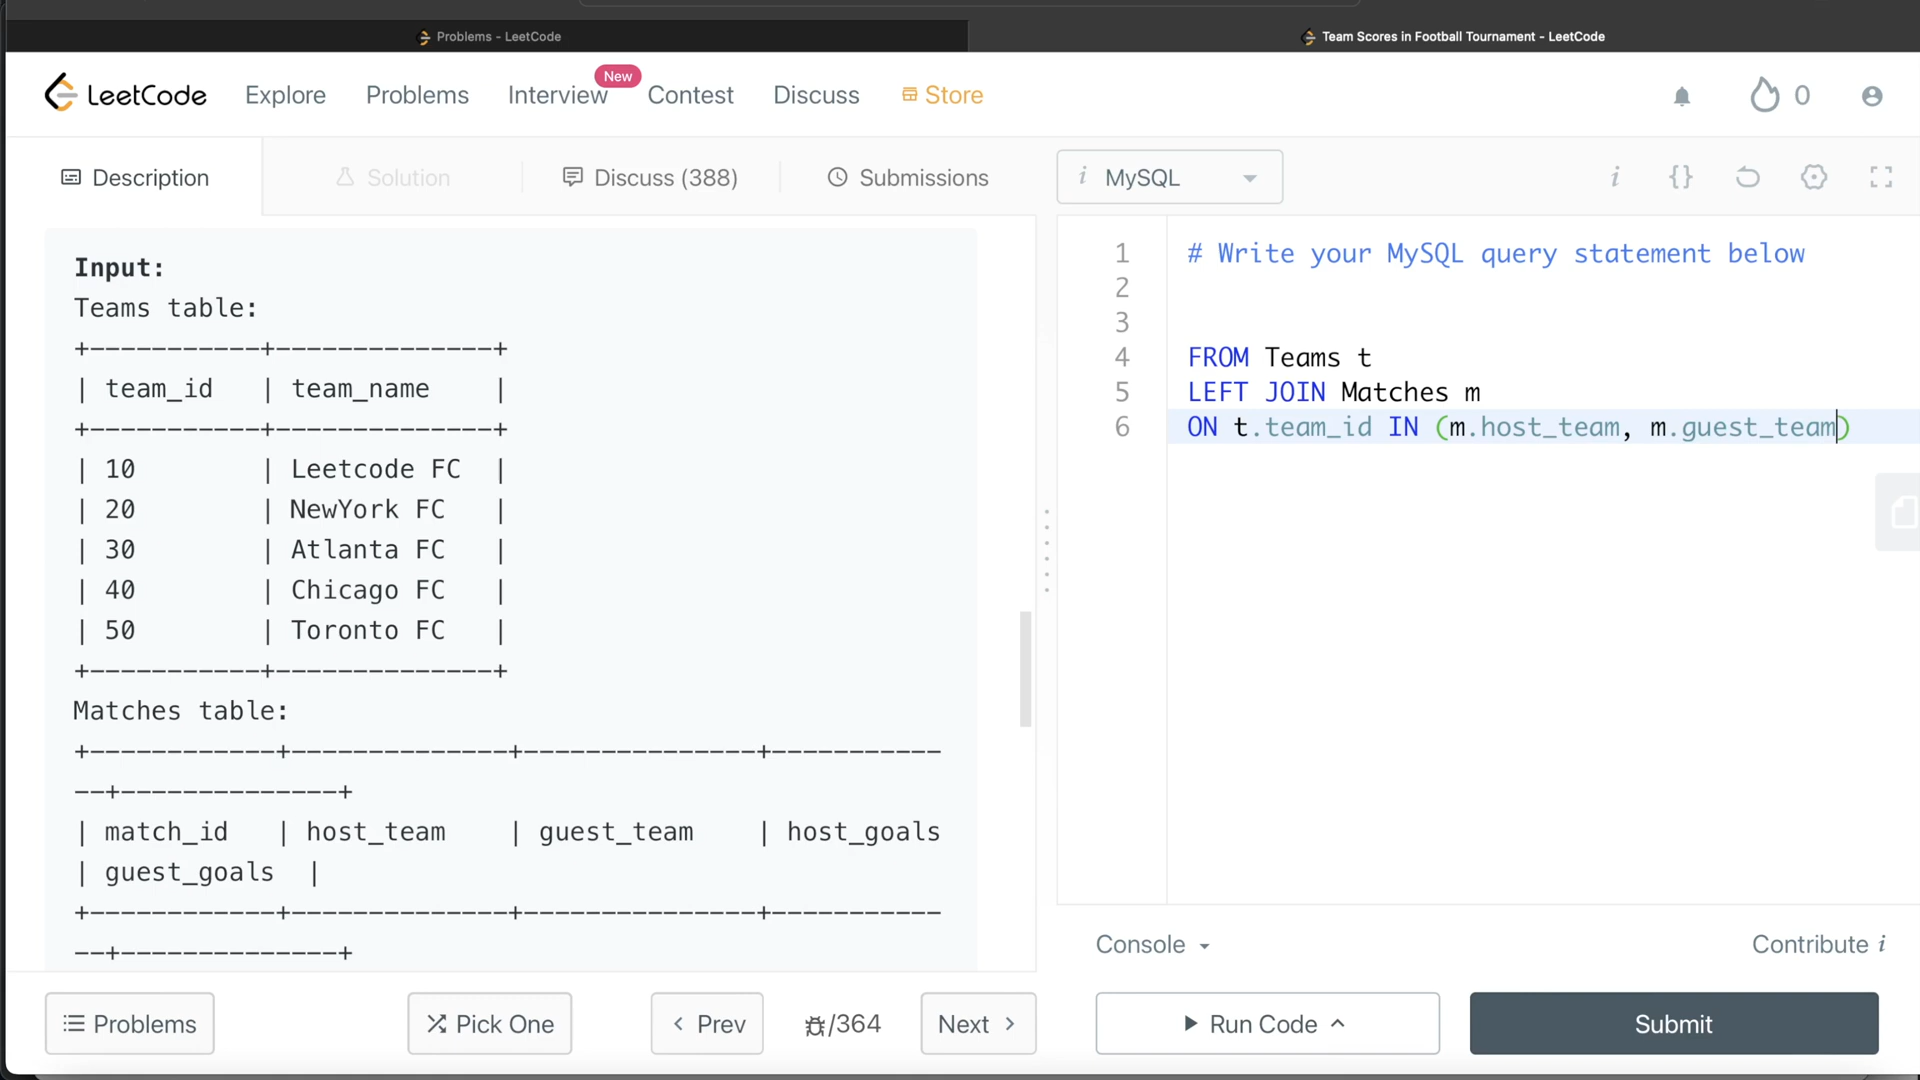 Problems - LeetCode
Team Scores in Football Tournament - LeetCode
LeetCode Explore Problems Interview New Contest Discuss Store 0
Description Solution Discuss (388) Submissions
i MySQL i {}
Input:
Teams table:
+-----------+--------------+
| team_id   | team_name    |
+-----------+--------------+
| 10        | Leetcode FC  |
| 20        | NewYork FC   |
| 30        | Atlanta FC   |
| 40        | Chicago FC   |
| 50        | Toronto FC   |
+-----------+--------------+
Matches table:
+------------+--------------+---------------+-----------
--+--------------+
| match_id   | host_team    | guest_team    | host_goals
| guest_goals  |
+------------+--------------+---------------+-----------
--+--------------+
1 # Write your MySQL query statement below
2
3
4 FROM Teams t
5 LEFT JOIN Matches m
6 ON t.team_id IN (m.host_team, m.guest_team)
Console
Contribute i
Problems
Pick One
Prev
/364
Next
Run Code
Submit